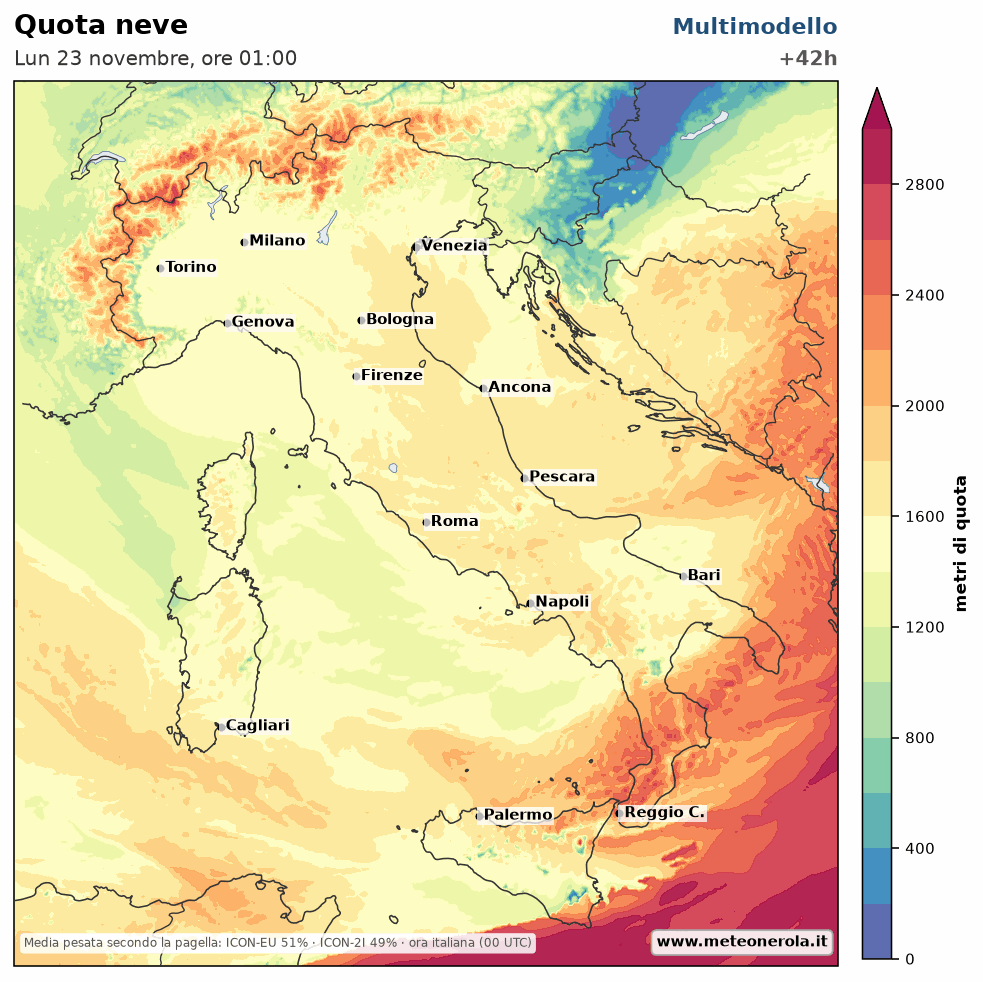 Quota neve
Multimodello
Lun 23 novembre, ore 01:00
+42h
Milano
Venezia
Torino
Genova
Bologna
Firenze
Ancona
Pescara
Roma
Bari
Napoli
Cagliari
Palermo
Reggio C.
2800
2400
2000
1600
1200
800
400
0
metri di quota
Media pesata secondo la pagella: ICON-EU 51% · ICON-2I 49% · ora italiana (00 UTC)
www.meteonerola.it